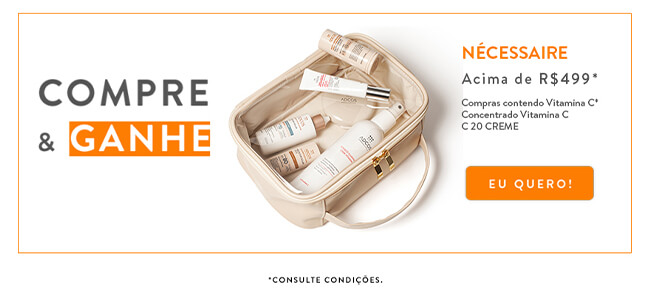 COMPRE
& GANHE
NÉCESSAIRE
Acima de R$499*
Compras contendo Vitamina C*
Concentrado Vitamina C
C 20 CREME
EU QUERO!
*CONSULTE CONDIÇÕES.